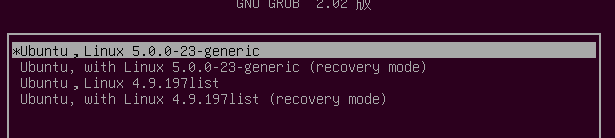 GNU GRUB 2.02 版
*Ubuntu，Linux 5.0.0-23-generic
Ubuntu, with Linux 5.0.0-23-generic (recovery mode)
Ubuntu，Linux 4.9.197list
Ubuntu, with Linux 4.9.197list (recovery mode)